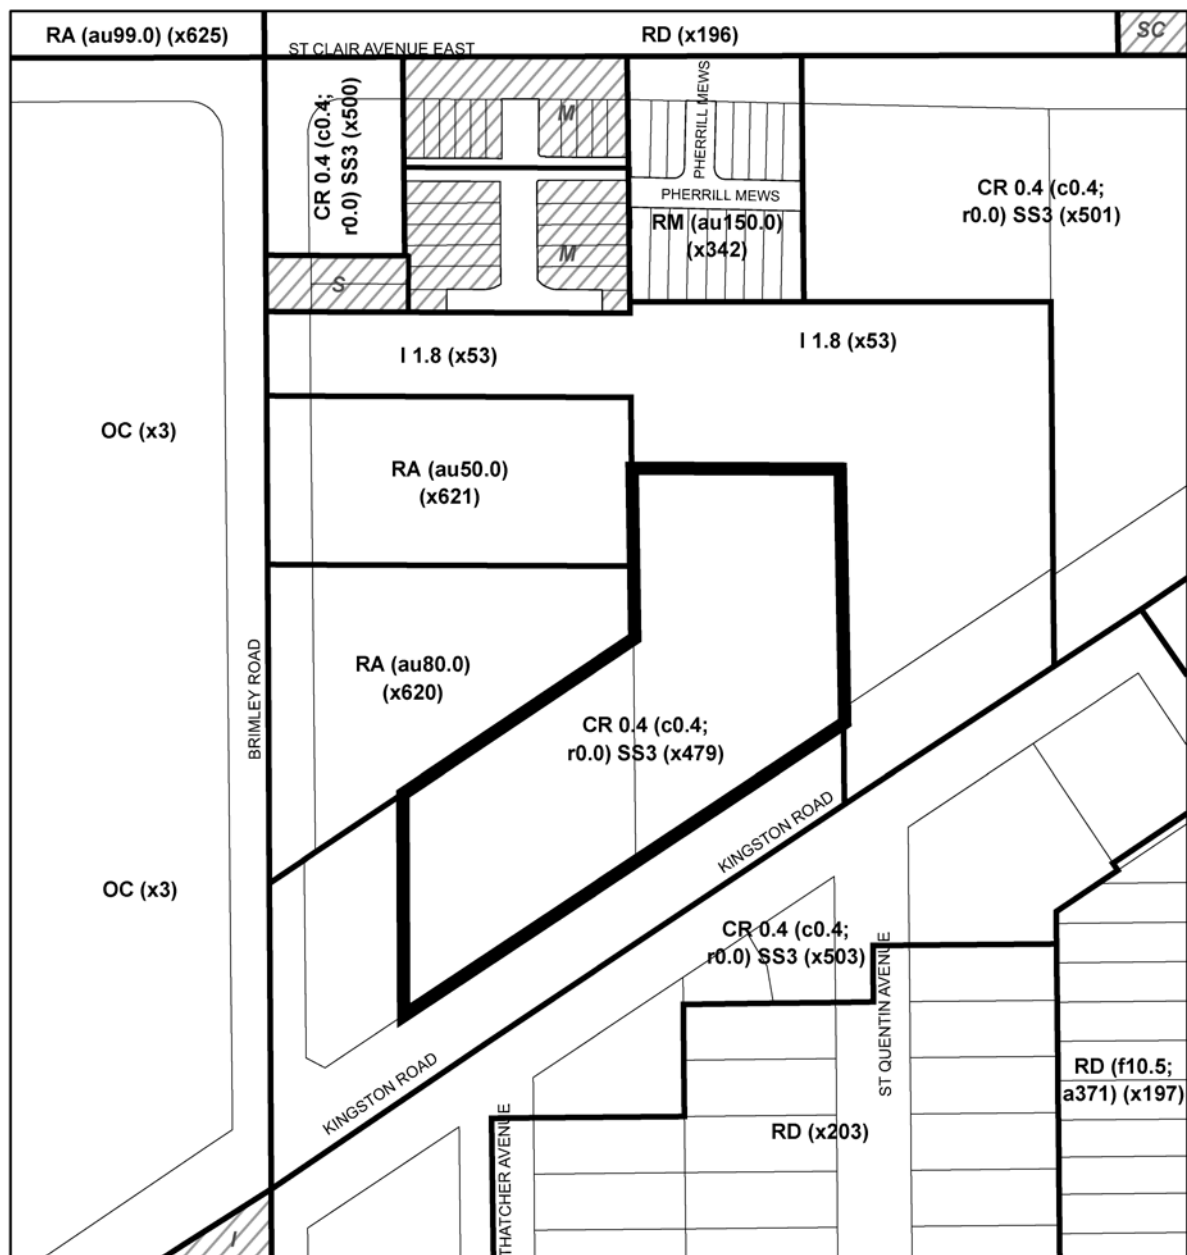 RA (au99.0) (x625)
RD (x196)
SC
ST CLAIR AVENUE EAST
CR 0.4 (c0.4;
r0.0) SS3 (x500)
M
PHERRILL MEWS
PHERRILL MEWS
CR 0.4 (c0.4;
r0.0) SS3 (x501)
RM (au150.0)
(x342)
M
S
I 1.8 (x53)
I 1.8 (x53)
OC (x3)
RA (au50.0)
(x621)
RA (au80.0)
(x620)
BRIMLEY ROAD
CR 0.4 (c0.4;
r0.0) SS3 (x479)
KINGSTON ROAD
OC (x3)
CR 0.4 (c0.4;
r0.0) SS3 (x503)
ST QUENTIN AVENUE
KINGSTON ROAD
RD (f10.5;
a371) (x197)
RD (x203)
THATCHER AVENUE
I